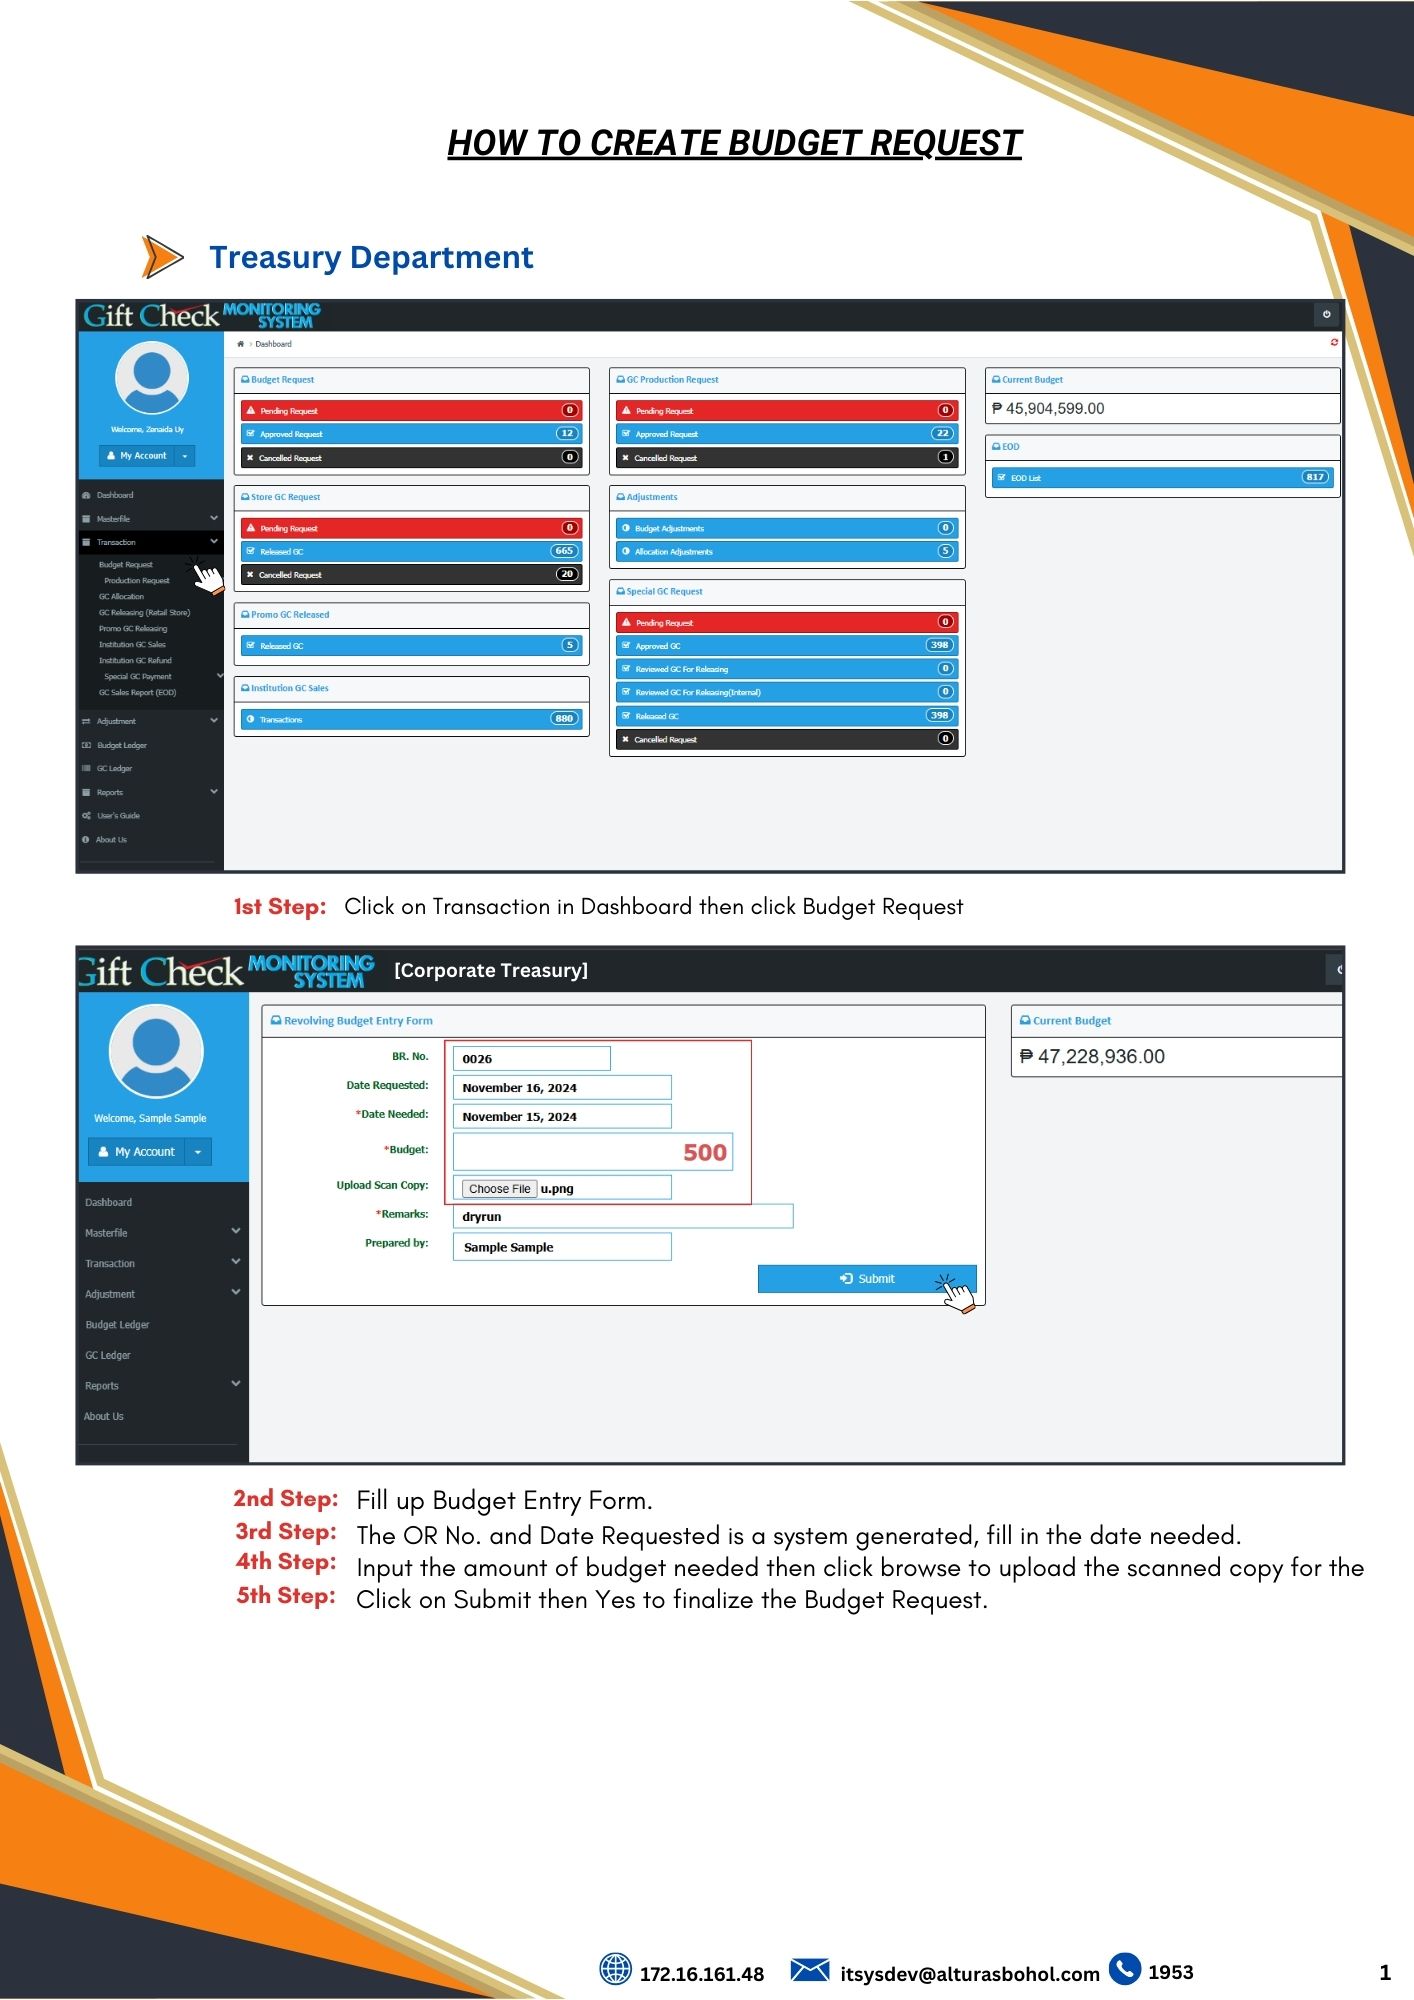 HOW TO CREATE BUDGET REQUEST
Treasury Department
Gift Check MONITORING SYSTEM
Dashboard
Welcome, Zenaida Uy
My Account
Dashboard
Masterfile
Transaction
Budget Request
Production Request
GC Allocation
GC Releasing (Retail Store)
Promo GC Releasing
Institution GC Sales
Institution GC Refund
Special GC Payment
GC Sales Report (EOD)
Adjustment
Budget Ledger
GC Ledger
Reports
User's Guide
About Us
Budget Request
Pending Request 0
Approved Request 12
Cancelled Request 0
Store GC Request
Pending Request 0
Released GC 665
Cancelled Request 20
Promo GC Released
Released GC 5
Institution GC Sales
Transactions 880
GC Production Request
Pending Request 0
Approved Request 22
Cancelled Request 1
Adjustments
Budget Adjustments 0
Allocation Adjustments 5
Special GC Request
Pending Request 0
Approved GC 398
Reviewed GC For Releasing 0
Reviewed GC For Releasing(Internal) 0
Released GC 398
Cancelled Request 0
Current Budget
₱ 45,904,599.00
EOD
EOD List 817
1st Step: Click on Transaction in Dashboard then click Budget Request
Gift Check MONITORING SYSTEM [Corporate Treasury]
Welcome, Sample Sample
My Account
Dashboard
Masterfile
Transaction
Adjustment
Budget Ledger
GC Ledger
Reports
About Us
Revolving Budget Entry Form
BR. No. 0026
Date Requested: November 16, 2024
*Date Needed: November 15, 2024
*Budget: 500
Upload Scan Copy: Choose File u.png
*Remarks: dryrun
Prepared by: Sample Sample
Submit
Current Budget
₱ 47,228,936.00
2nd Step: Fill up Budget Entry Form.
3rd Step: The OR No. and Date Requested is a system generated, fill in the date needed.
4th Step: Input the amount of budget needed then click browse to upload the scanned copy for the
5th Step: Click on Submit then Yes to finalize the Budget Request.
172.16.161.48 itsysdev@alturasbohol.com 1953
1